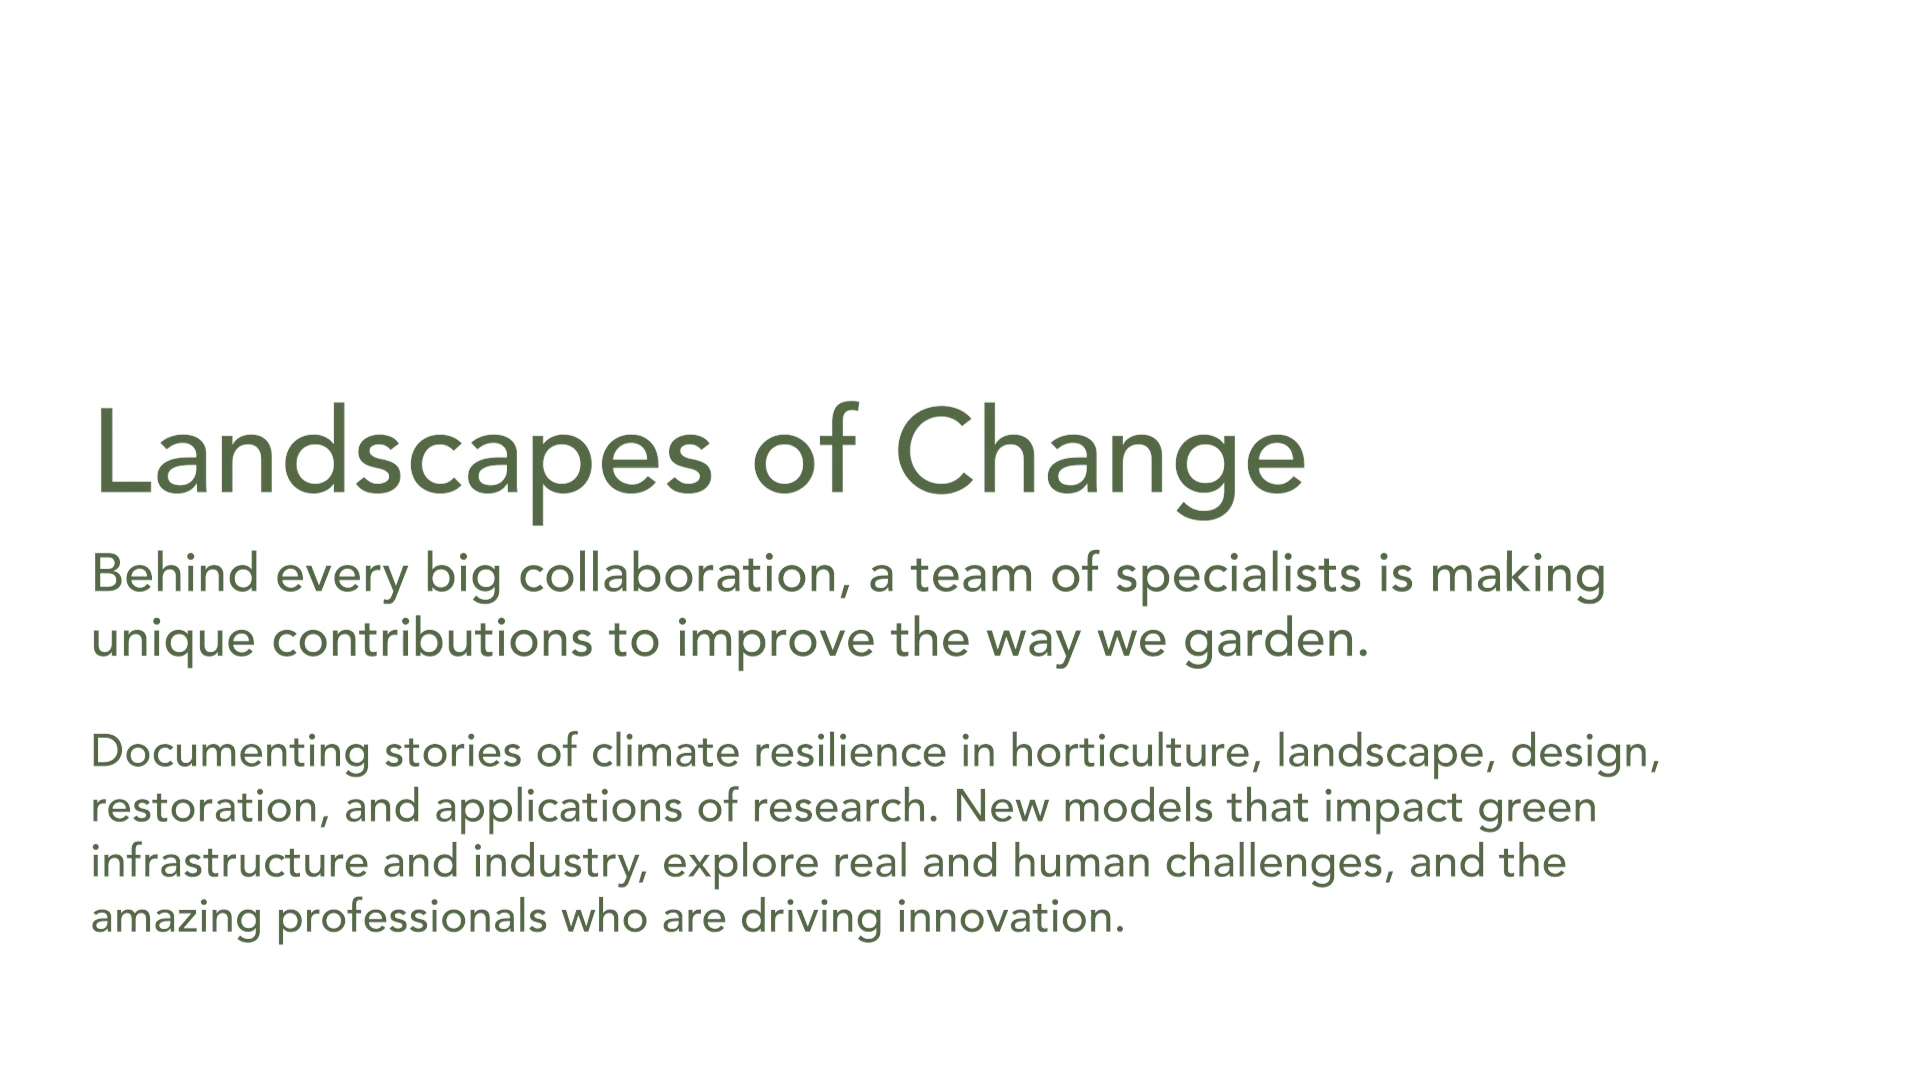 Landscapes of Change
Behind every big collaboration, a team of specialists is making
unique contributions to improve the way we garden.
Documenting stories of climate resilience in horticulture, landscape, design,
restoration, and applications of research. New models that impact green
infrastructure and industry, explore real and human challenges, and the
amazing professionals who are driving innovation.